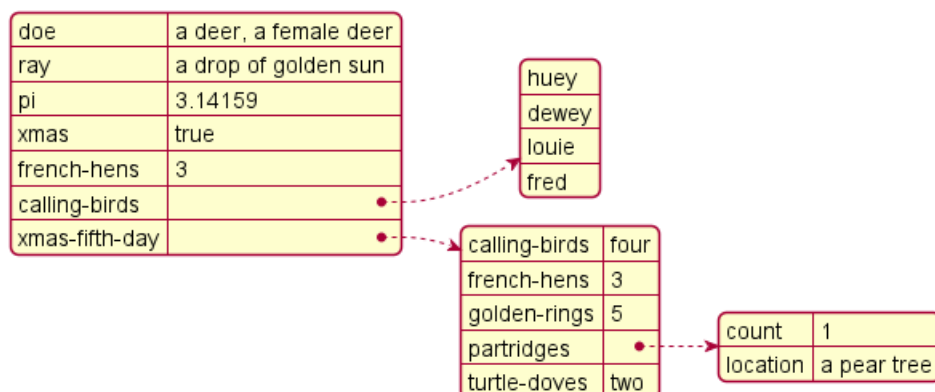 doe a deer, a female deer
ray a drop of golden sun
pi 3.14159
xmas true
french-hens 3
calling-birds
xmas-fifth-day
huey
dewey
louie
fred
calling-birds four
french-hens 3
golden-rings 5
partridges
turtle-doves two
count 1
location a pear tree